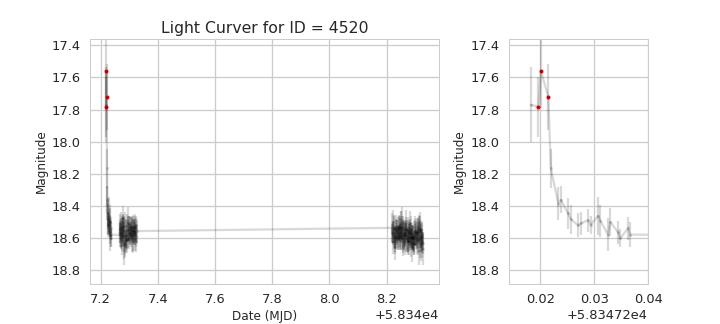 Light Curver for ID = 4520
Magnitude
17.4
17.6
17.8
18.0
18.2
18.4
18.6
18.8
7.2 7.4 7.6 7.8 8.0 8.2
Date (MJD)
+5.834e4
Magnitude
17.4
17.6
17.8
18.0
18.2
18.4
18.6
18.8
0.02 0.03 0.04
+5.83472e4